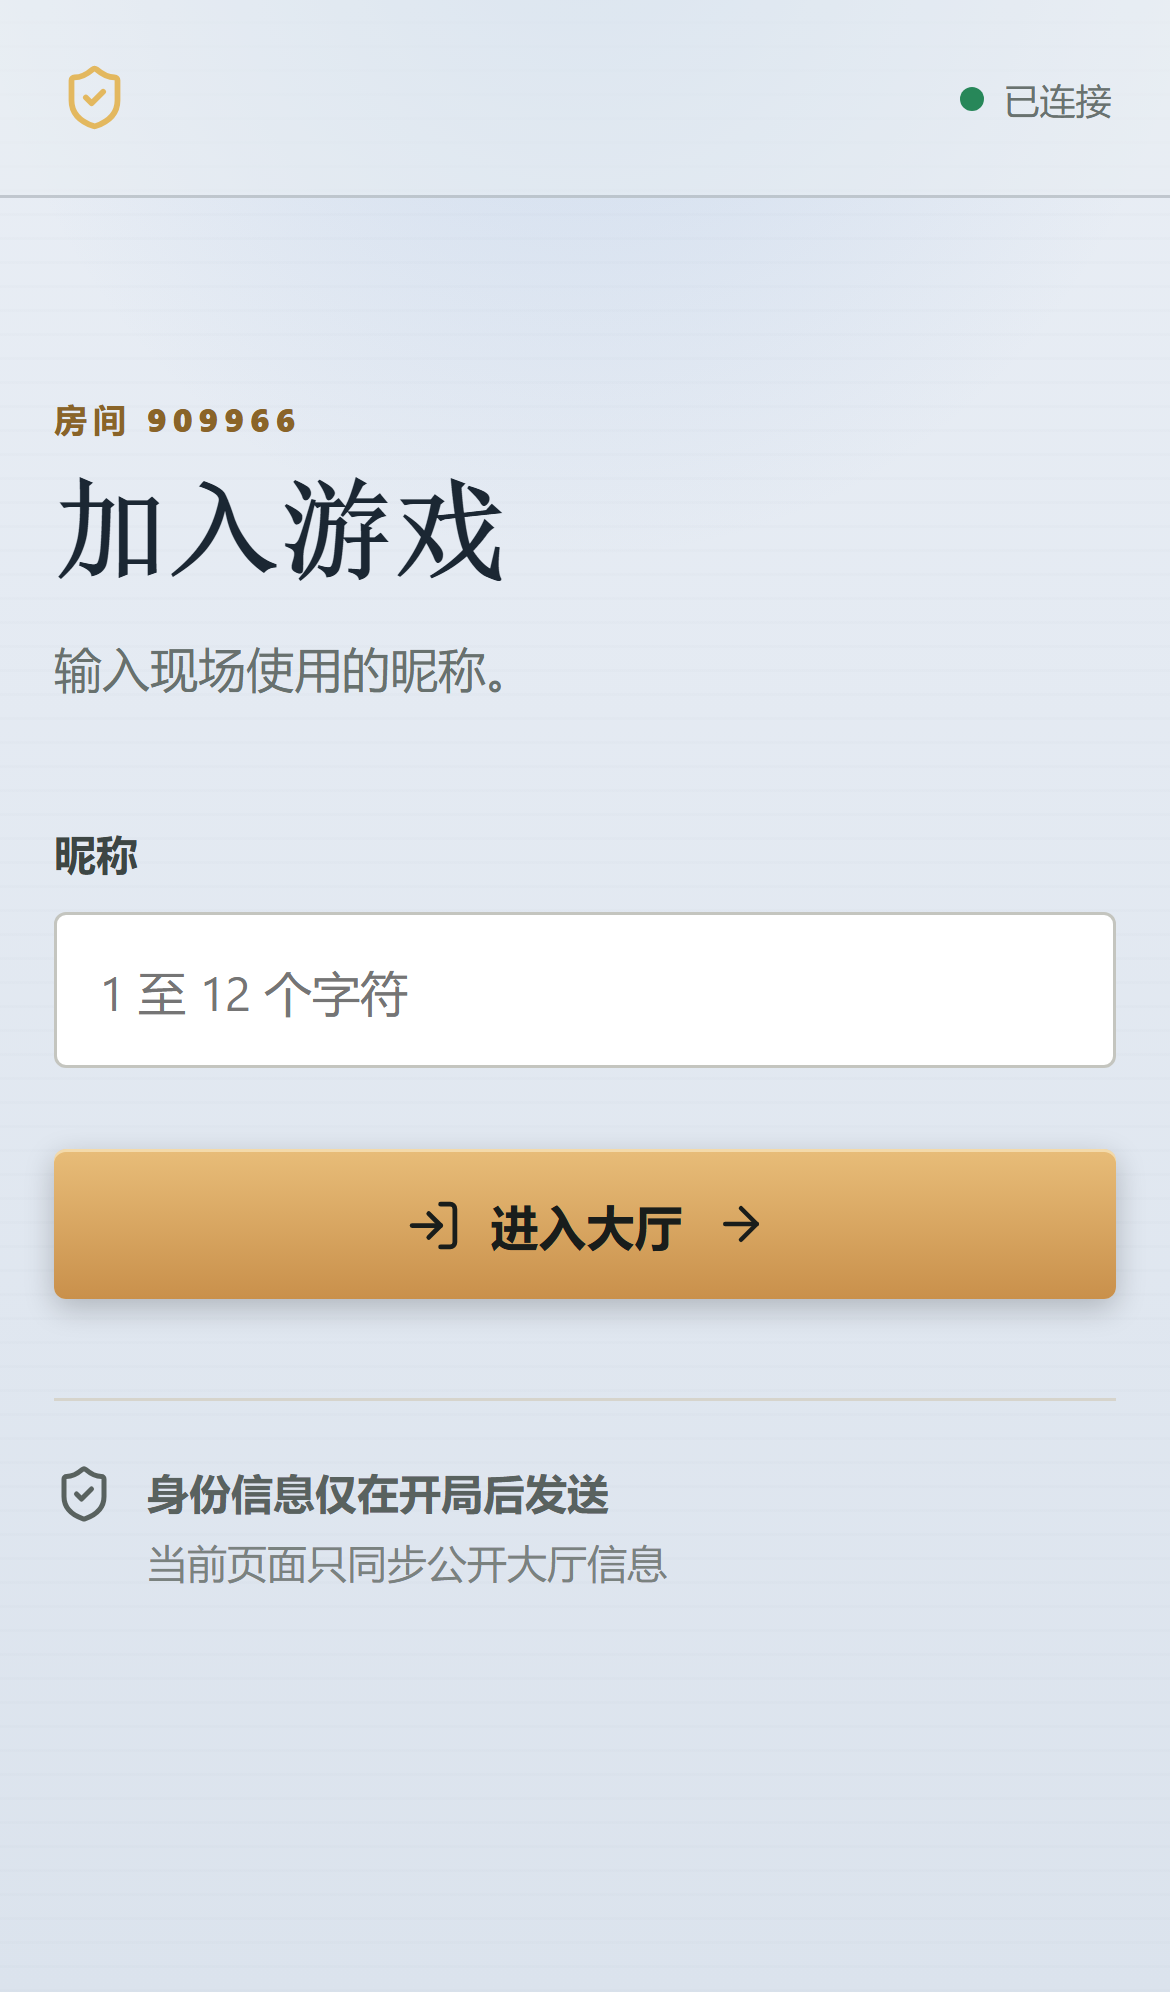 已连接
房间 909966
加入游戏
输入现场使用的昵称。
昵称
1 至 12 个字符
进入大厅
身份信息仅在开局后发送
当前页面只同步公开大厅信息